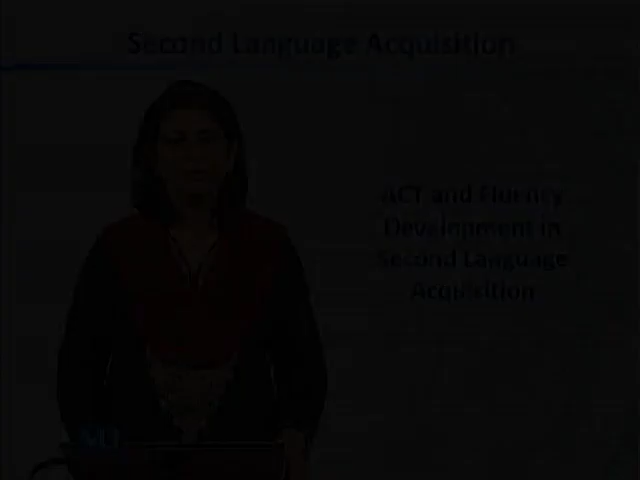 Second Language Acquisition
ACT and Fluency
Development in
Second Language
Acquisition